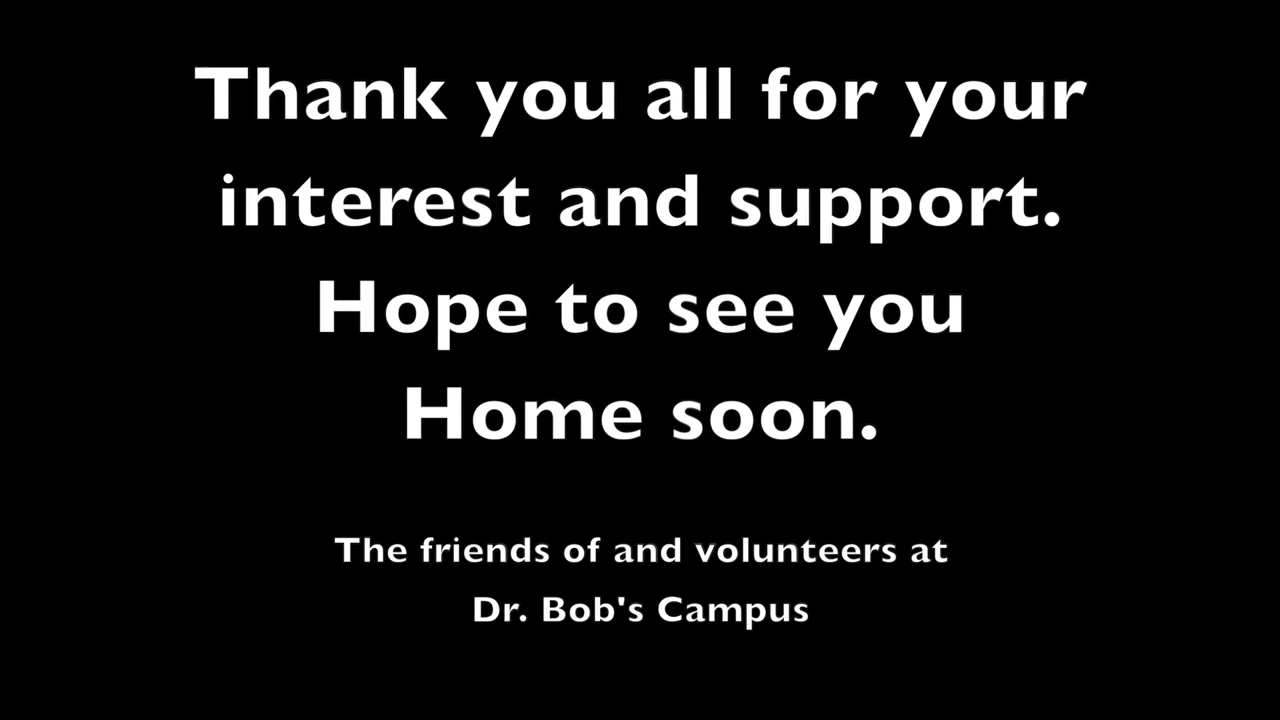 Thank you all for your
interest and support.
Hope to see you
Home soon.
The friends of and volunteers at
Dr. Bob's Campus